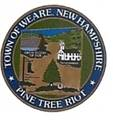 TOWN OF WEARE, NEW HAMPSHIRE
PINE TREE RIOT